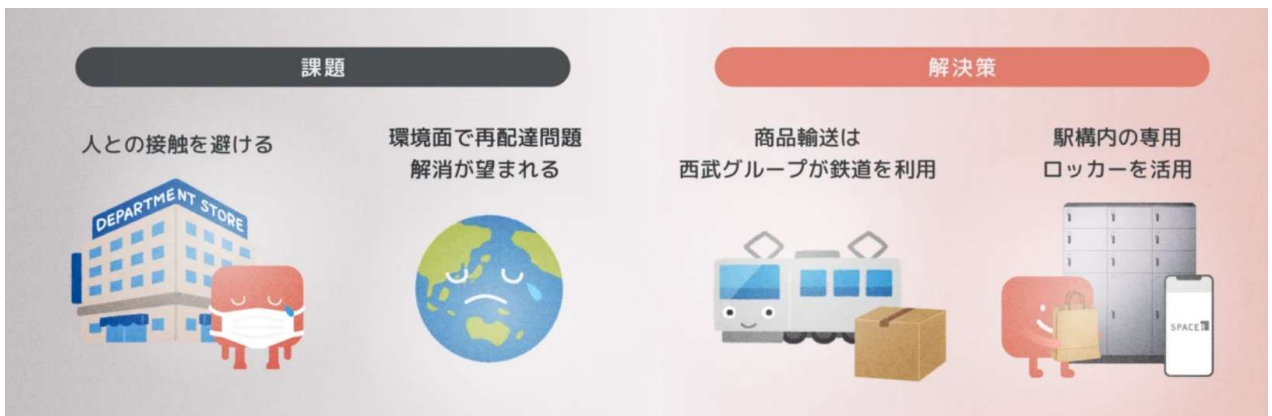 課題
人との接触を避ける
環境面で再配達問題
解消が望まれる
DEPARTMENT STORE
解決策
商品輸送は
西武グループが鉄道を利用
駅構内の専用
ロッカーを活用
SPACE